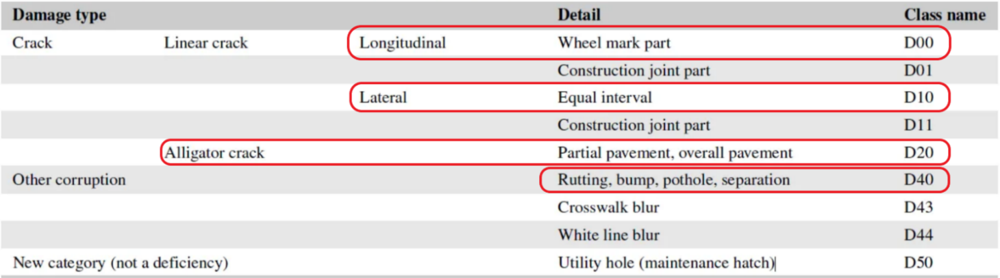 Damage type Detail Class name
Crack Linear crack Longitudinal Wheel mark part D00
Construction joint part D01
Lateral Equal interval D10
Construction joint part D11
Alligator crack Partial pavement, overall pavement D20
Other corruption Rutting, bump, pothole, separation D40
Crosswalk blur D43
White line blur D44
New category (not a deficiency) Utility hole (maintenance hatch) D50